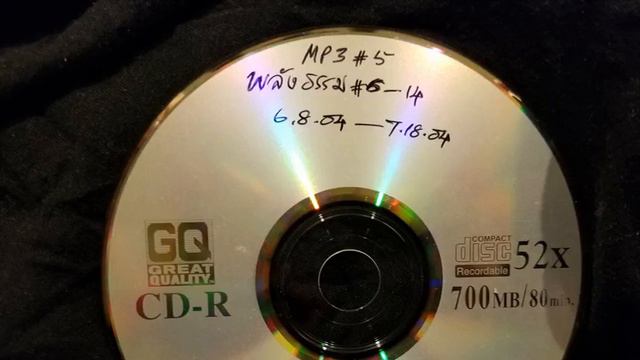 MP3 #5
พลังธรรม #6-14
6.8.04 — 7.18.04
GQ
GREAT
QUALITY.
CD-R
COMPACT
disc
Recordable
52x
700MB/80min.